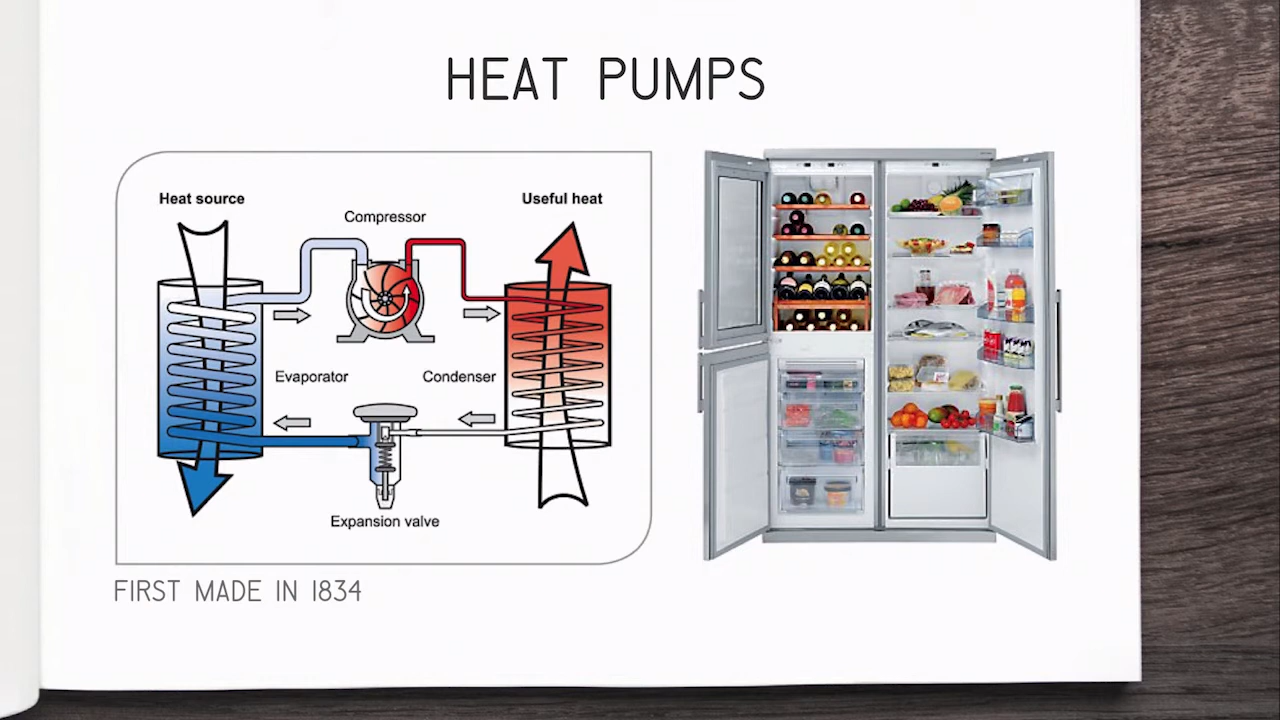 HEAT PUMPS
Heat source
Useful heat
Compressor
Evaporator
Condenser
Expansion valve
FIRST MADE IN 1834